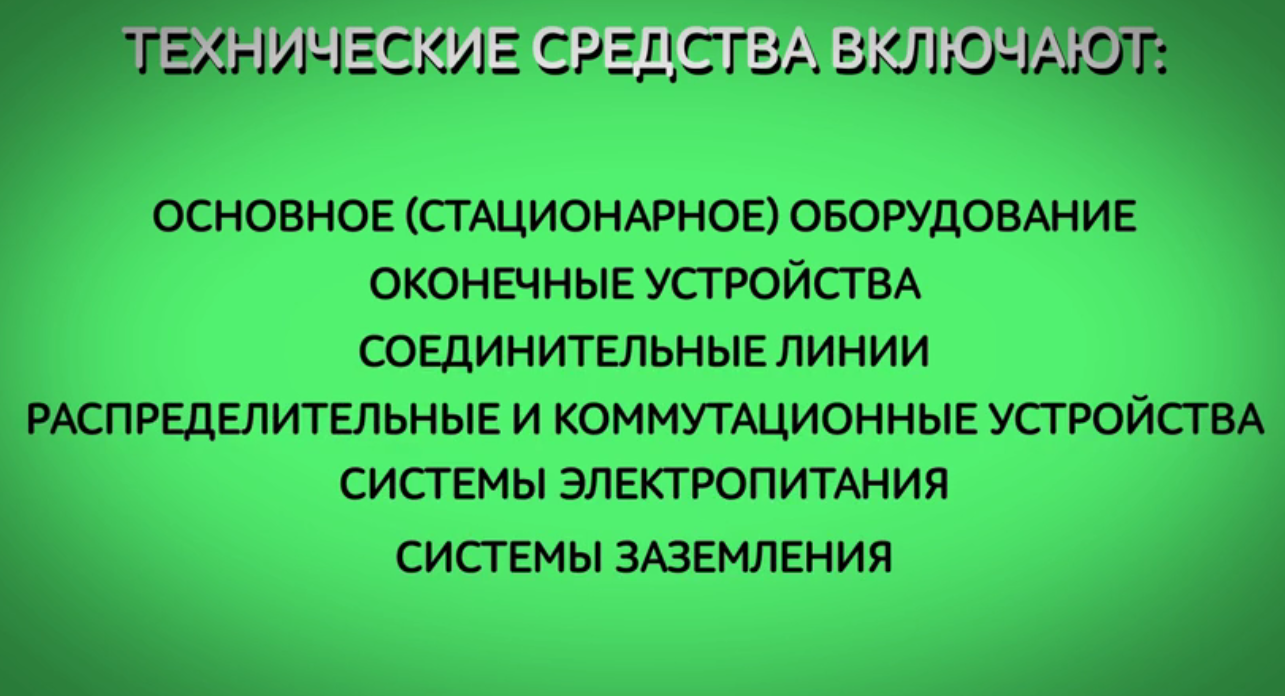 ТЕХНИЧЕСКИЕ СРЕДСТВА ВКЛЮЧАЮТ:
ОСНОВНОЕ (СТАЦИОНАРНОЕ) ОБОРУДОВАНИЕ
ОКОНЕЧНЫЕ УСТРОЙСТВА
СОЕДИНИТЕЛЬНЫЕ ЛИНИИ
РАСПРЕДЕЛИТЕЛЬНЫЕ И КОММУТАЦИОННЫЕ УСТРОЙСТВА
СИСТЕМЫ ЭЛЕКТРОПИТАНИЯ
СИСТЕМЫ ЗАЗЕМЛЕНИЯ